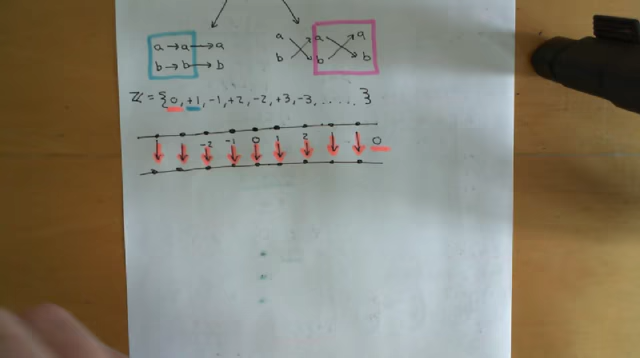 a → a → a a a a
b → b → b b b b
ℤ = {0, +1, -1, +2, -2, +3, -3, ......}
-2 -1 0 1 2 0